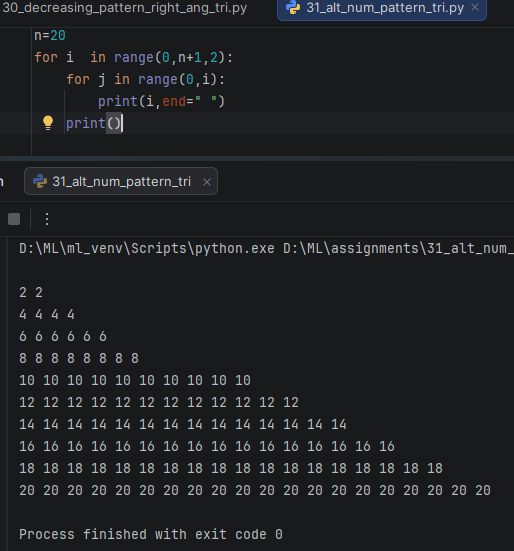 30_decreasing_pattern_right_ang_tri.py 31_alt_num_pattern_tri.py
n=20
for i  in range(0,n+1,2):
    for j in range(0,i):
        print(i,end=" ")
    print()
31_alt_num_pattern_tri
D:\ML\ml_venv\Scripts\python.exe D:\ML\assignments\31_alt_num_

2 2
4 4 4 4
6 6 6 6 6 6
8 8 8 8 8 8 8 8
10 10 10 10 10 10 10 10 10 10
12 12 12 12 12 12 12 12 12 12 12 12
14 14 14 14 14 14 14 14 14 14 14 14 14 14
16 16 16 16 16 16 16 16 16 16 16 16 16 16 16 16
18 18 18 18 18 18 18 18 18 18 18 18 18 18 18 18 18 18
20 20 20 20 20 20 20 20 20 20 20 20 20 20 20 20 20 20 20 20

Process finished with exit code 0